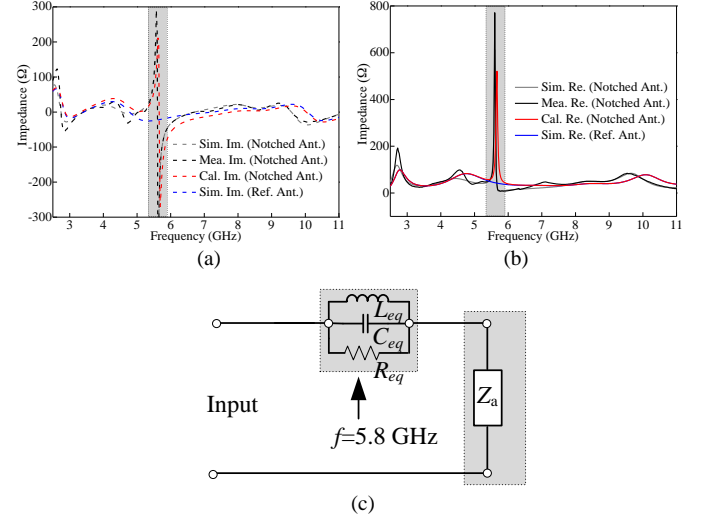 300
200
100
0
-100
-200
-300
Impedance (Ω)
4
5
6
7
8
9
10
11
Frequency (GHz)
Sim. Im. (Notched Ant.)
Mea. Im. (Notched Ant.)
Cal. Im. (Notched Ant.)
Sim. Im. (Ref. Ant.)
(a)
800
600
400
200
0
Impedance (Ω)
3
4
5
6
7
8
9
10
11
Frequency (GHz)
Sim. Re. (Notched Ant.)
Mea. Re. (Notched Ant.)
Cal. Re. (Notched Ant.)
Sim. Re. (Ref. Ant.)
(b)
Leq
Ceq
Req
Input
f=5.8 GHz
Za
(c)